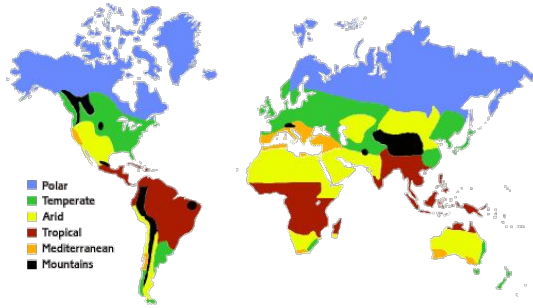 Polar
Temperate
Arid
Tropical
Mediterranean
Mountains